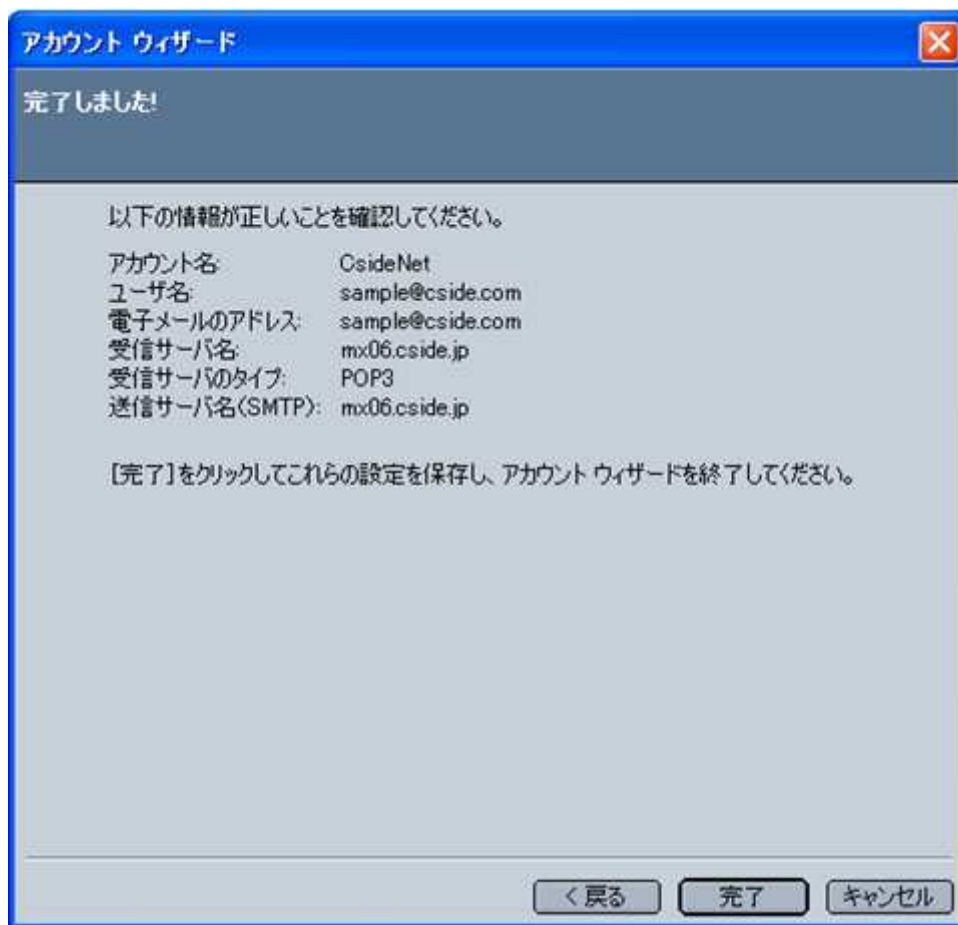 アカウント ウィザード
完了しました!
以下の情報が正しいことを確認してください。
アカウント名: CsideNet
ユーザ名: sample@cside.com
電子メールのアドレス: sample@cside.com
受信サーバ名: mx06.cside.jp
受信サーバのタイプ: POP3
送信サーバ名(SMTP): mx06.cside.jp
[完了]をクリックしてこれらの設定を保存し、アカウント ウィザードを終了してください。
< 戻る 完了 キャンセル